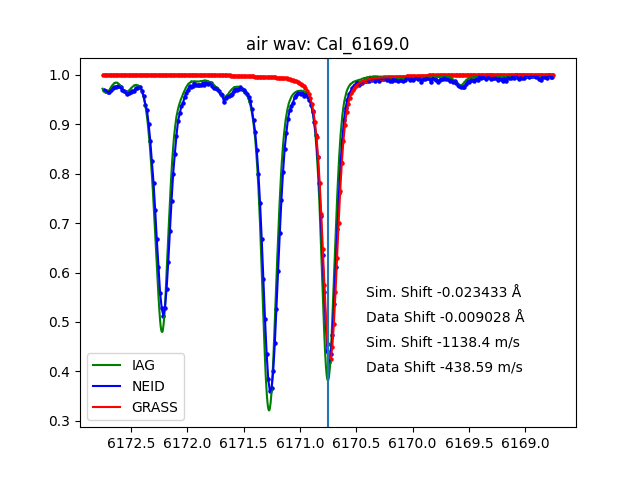 air wav: Cal_6169.0
1.0
0.9
0.8
0.7
0.6
0.5
0.4
0.3
Sim. Shift -0.023433 Å
Data Shift -0.009028 Å
Sim. Shift -1138.4 m/s
Data Shift -438.59 m/s
IAG
NEID
GRASS
6172.5 6172.0 6171.5 6171.0 6170.5 6170.0 6169.5 6169.0